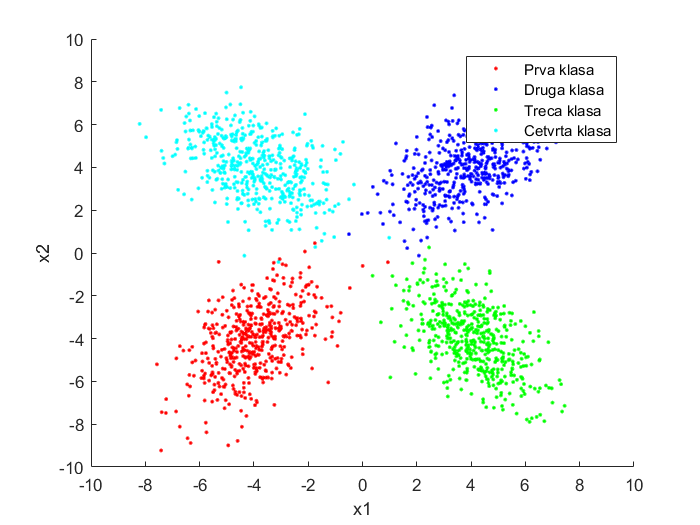 10
8
6
4
2
0
-2
-4
-6
-8
-10
x2
Prva klasa
Druga klasa
Treca klasa
Cetvrta klasa
-10 -8 -6 -4 -2 0 2 4 6 8 10
x1